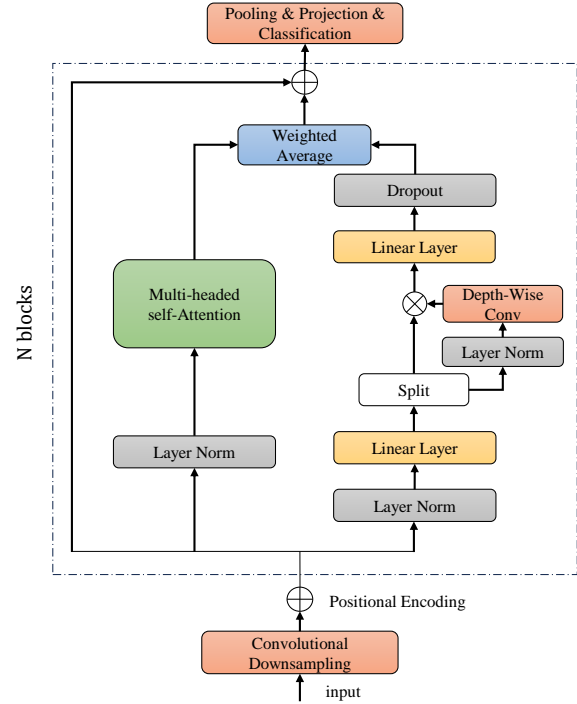 Pooling & Projection &
Classification
Weighted
Average
Dropout
Linear Layer
Multi-headed
self-Attention
Depth-Wise
Conv
N blocks
Layer Norm
Split
Layer Norm
Linear Layer
Layer Norm
Positional Encoding
Convolutional
Downsampling
input